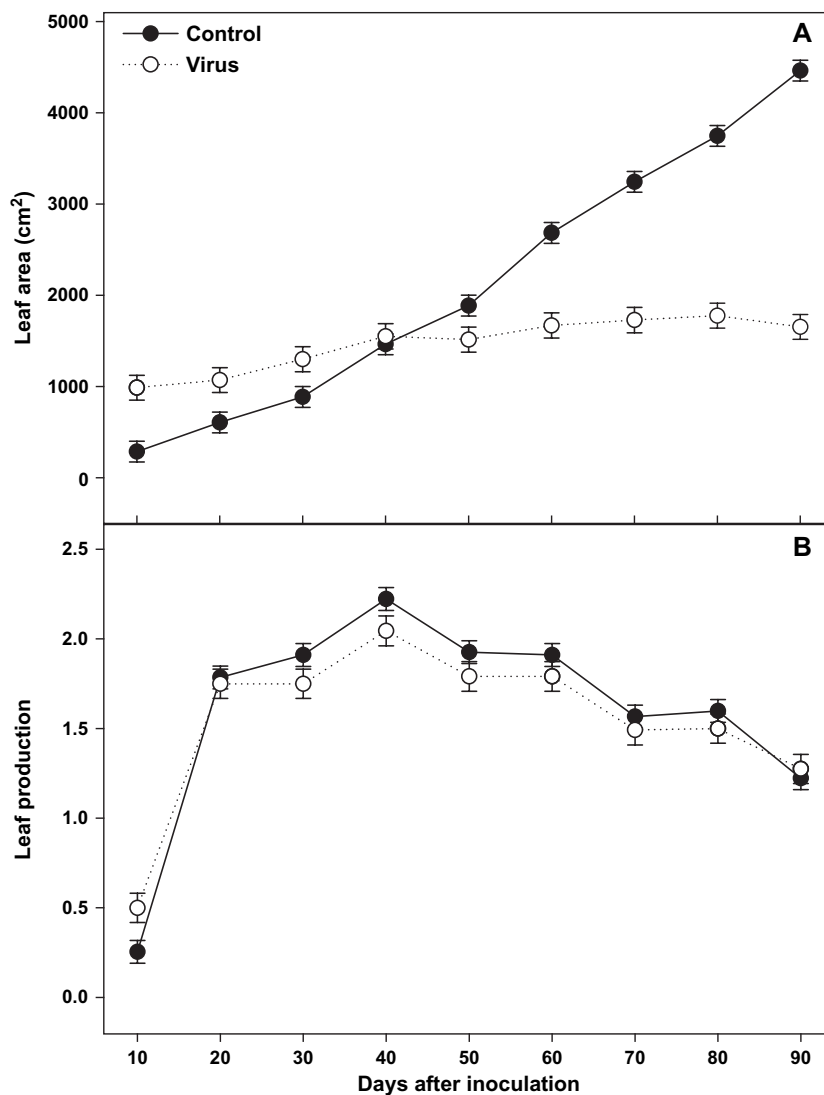 A
Control
Virus
5000
4000
3000
2000
1000
0
Leaf area (cm²)
B
2.5
2.0
1.5
1.0
0.5
0.0
Leaf production
10 20 30 40 50 60 70 80 90
Days after inoculation